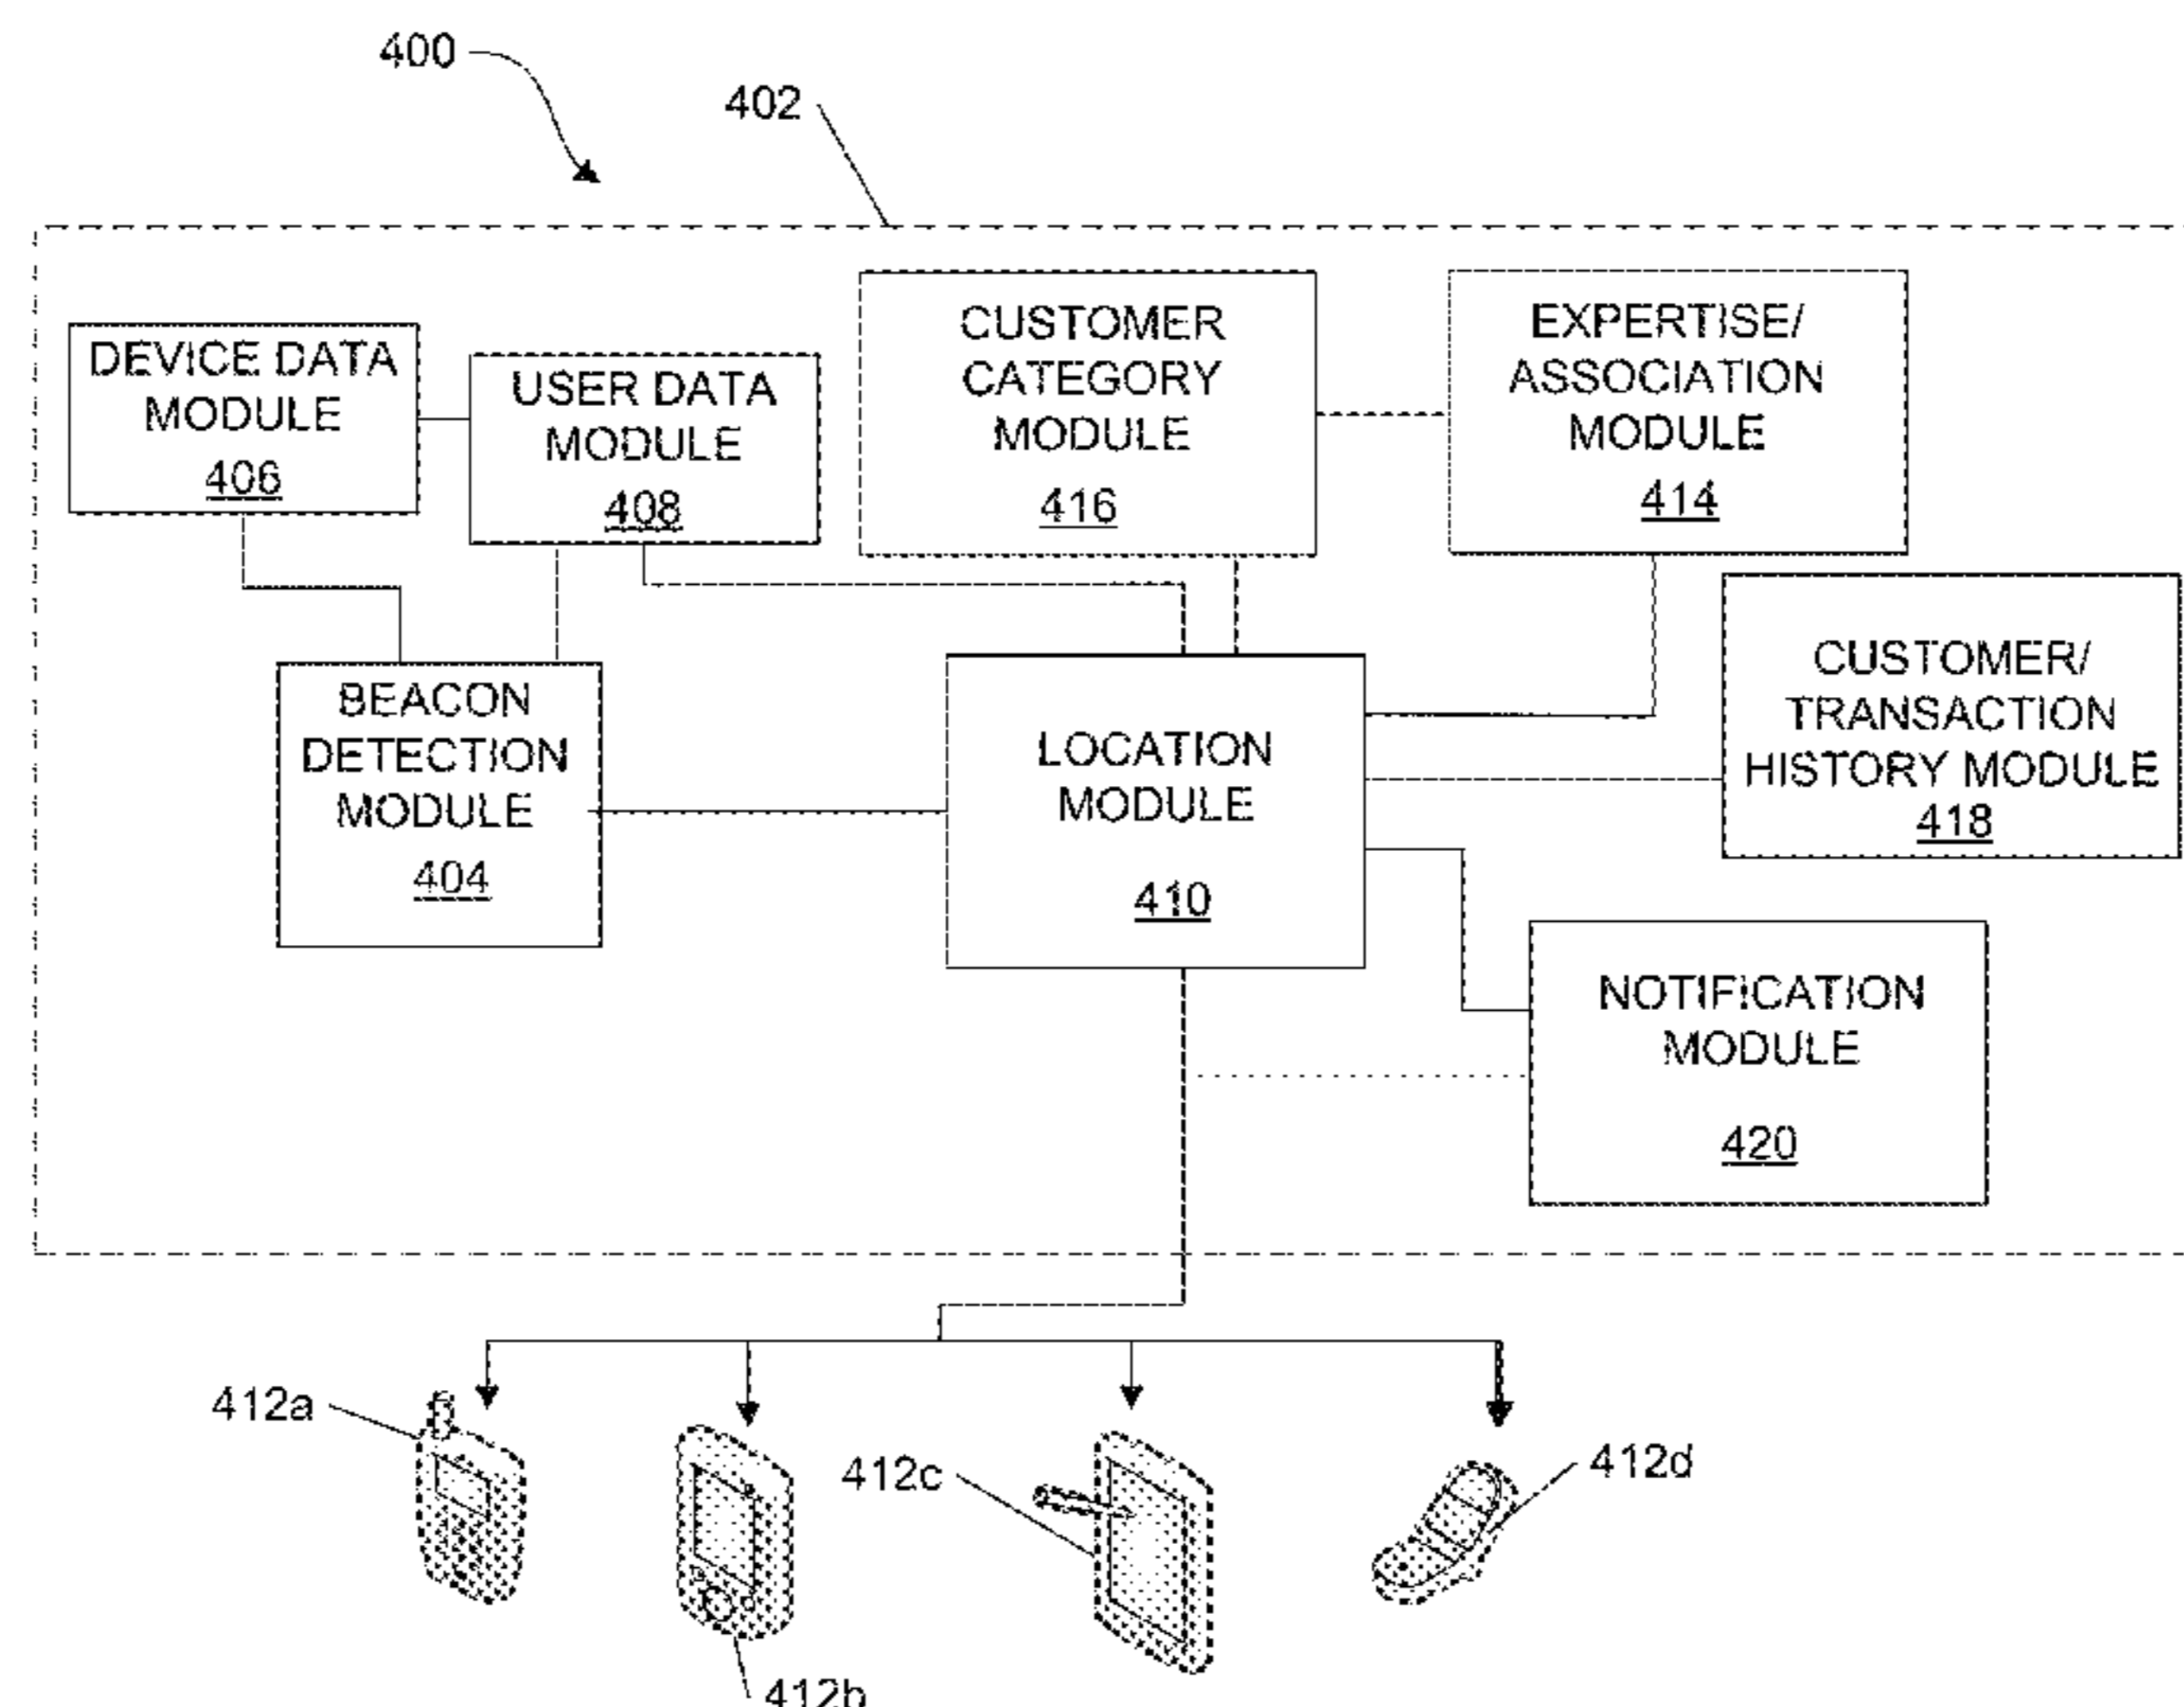 400
402
DEVICE DATA
MODULE
406
USER DATA
MODULE
408
CUSTOMER
CATEGORY
MODULE
416
EXPERTISE/
ASSOCIATION
MODULE
414
BEACON
DETECTION
MODULE
404
LOCATION
MODULE
410
CUSTOMER/
TRANSACTION
HISTORY MODULE
418
NOTIFICATION
MODULE
420
412a
412b
412c
412d